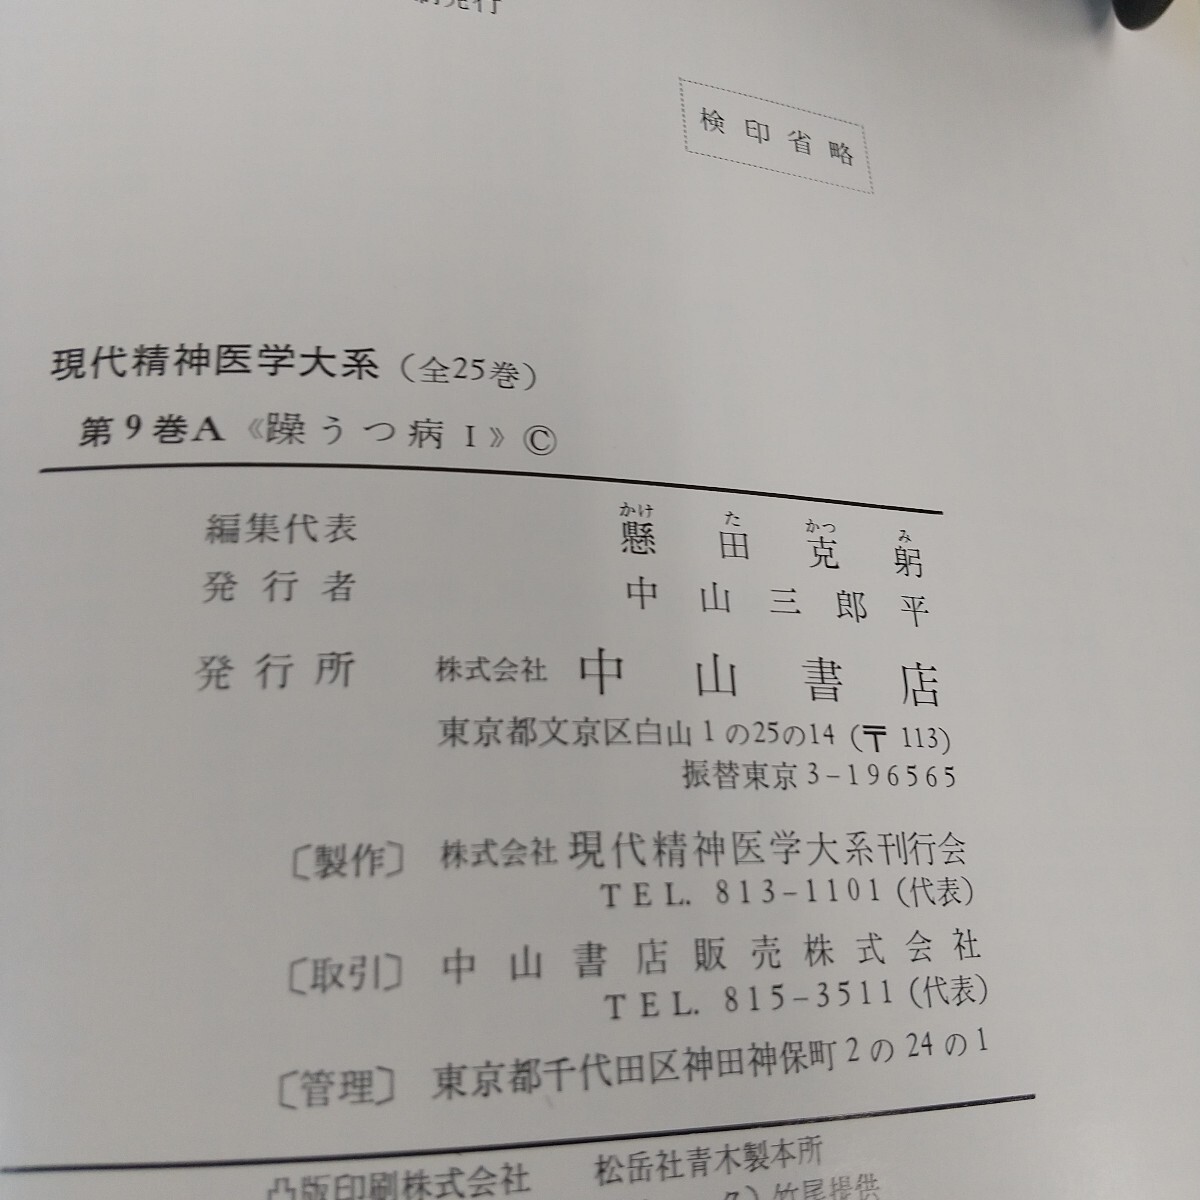 発行
検印省略
現代精神医学大系（全25巻）
第9巻A《躁うつ病I》©
編集代表 懸田克躬
かけ た かつ み
発行者 中山三郎平
発行所 株式会社 中山書店
東京都文京区白山1の25の14（〒113）
振替東京3-196565
〔製作〕 株式会社 現代精神医学大系刊行会
TEL. 813-1101（代表）
〔取引〕 中山書店販売株式会社
TEL. 815-3511（代表）
〔管理〕 東京都千代田区神田神保町2の24の1
凸版印刷株式会社 松岳社青木製本所
ク）竹尾提供